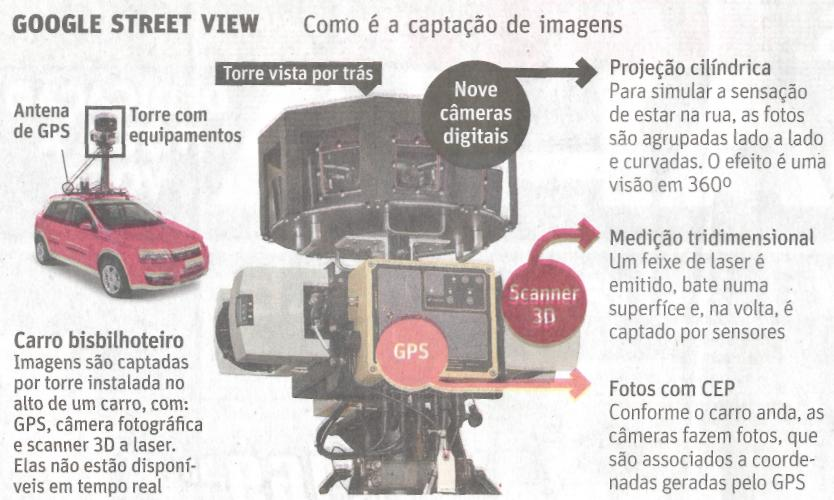 GOOGLE STREET VIEW Como é a captação de imagens
Torre vista por trás
Antena
de GPS
Torre com
equipamentos
Nove
câmeras
digitais
Projeção cilíndrica
Para simular a sensação
de estar na rua, as fotos
são agrupadas lado a lado
e curvadas. O efeito é uma
visão em 360º
Scanner
3D
Medição tridimensional
Um feixe de laser é
emitido, bate numa
superfíce e, na volta, é
captado por sensores
Carro bisbilhoteiro
Imagens são captadas
por torre instalada no
alto de um carro, com:
GPS, câmera fotográfica
e scanner 3D a laser.
Elas não estão disponí-
veis em tempo real
GPS
Fotos com CEP
Conforme o carro anda, as
câmeras fazem fotos, que
são associados a coorde-
nadas geradas pelo GPS